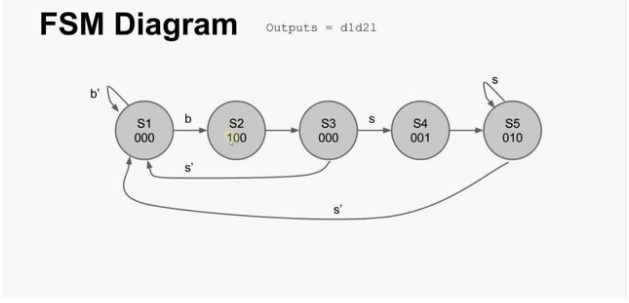 FSM Diagram
Outputs = d1d2l
b'
S1
000
b
S2
100
S3
000
s
S4
001
s
S5
010
s'
s'